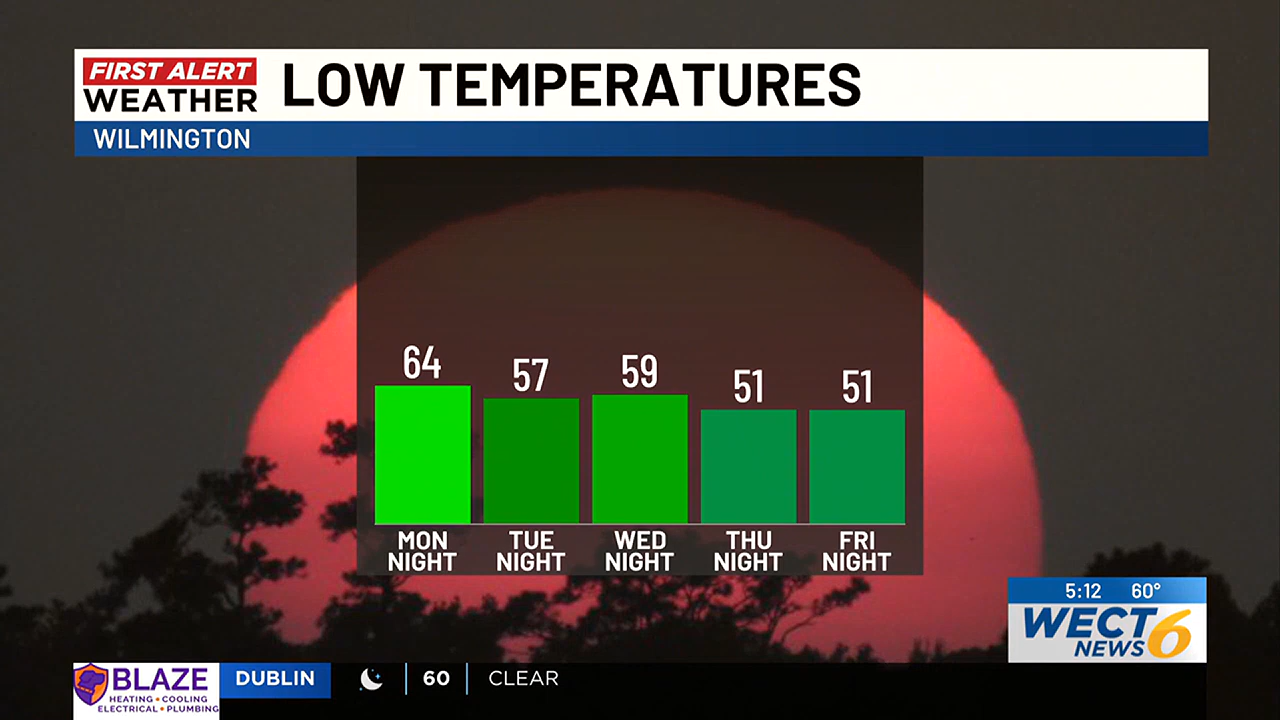 FIRST ALERT
WEATHER
LOW TEMPERATURES
WILMINGTON
64 57 59 51 51
MON TUE WED THU FRI
NIGHT NIGHT NIGHT NIGHT NIGHT
5:12 60°
WECT 6
NEWS
BLAZE
HEATING • COOLING
ELECTRICAL • PLUMBING
DUBLIN 60 CLEAR